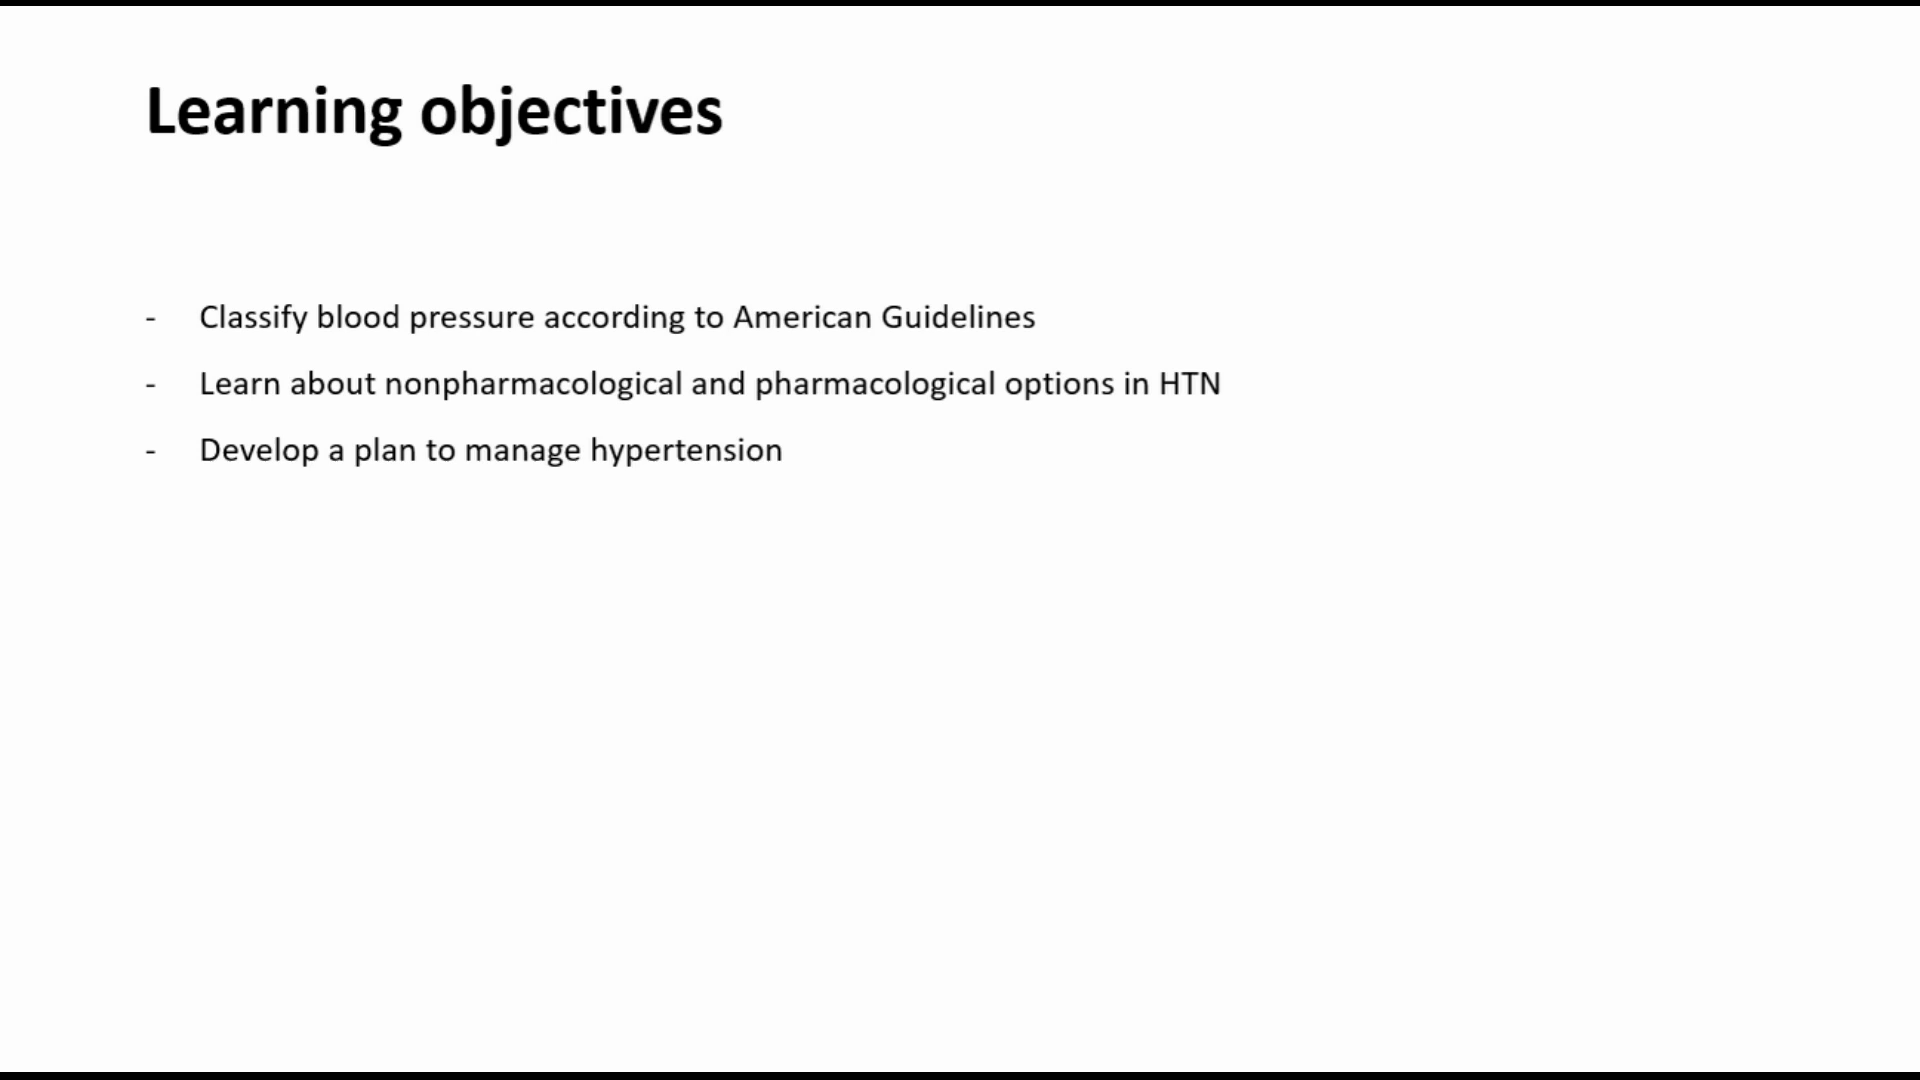 Learning objectives
- Classify blood pressure according to American Guidelines
- Learn about nonpharmacological and pharmacological options in HTN
- Develop a plan to manage hypertension